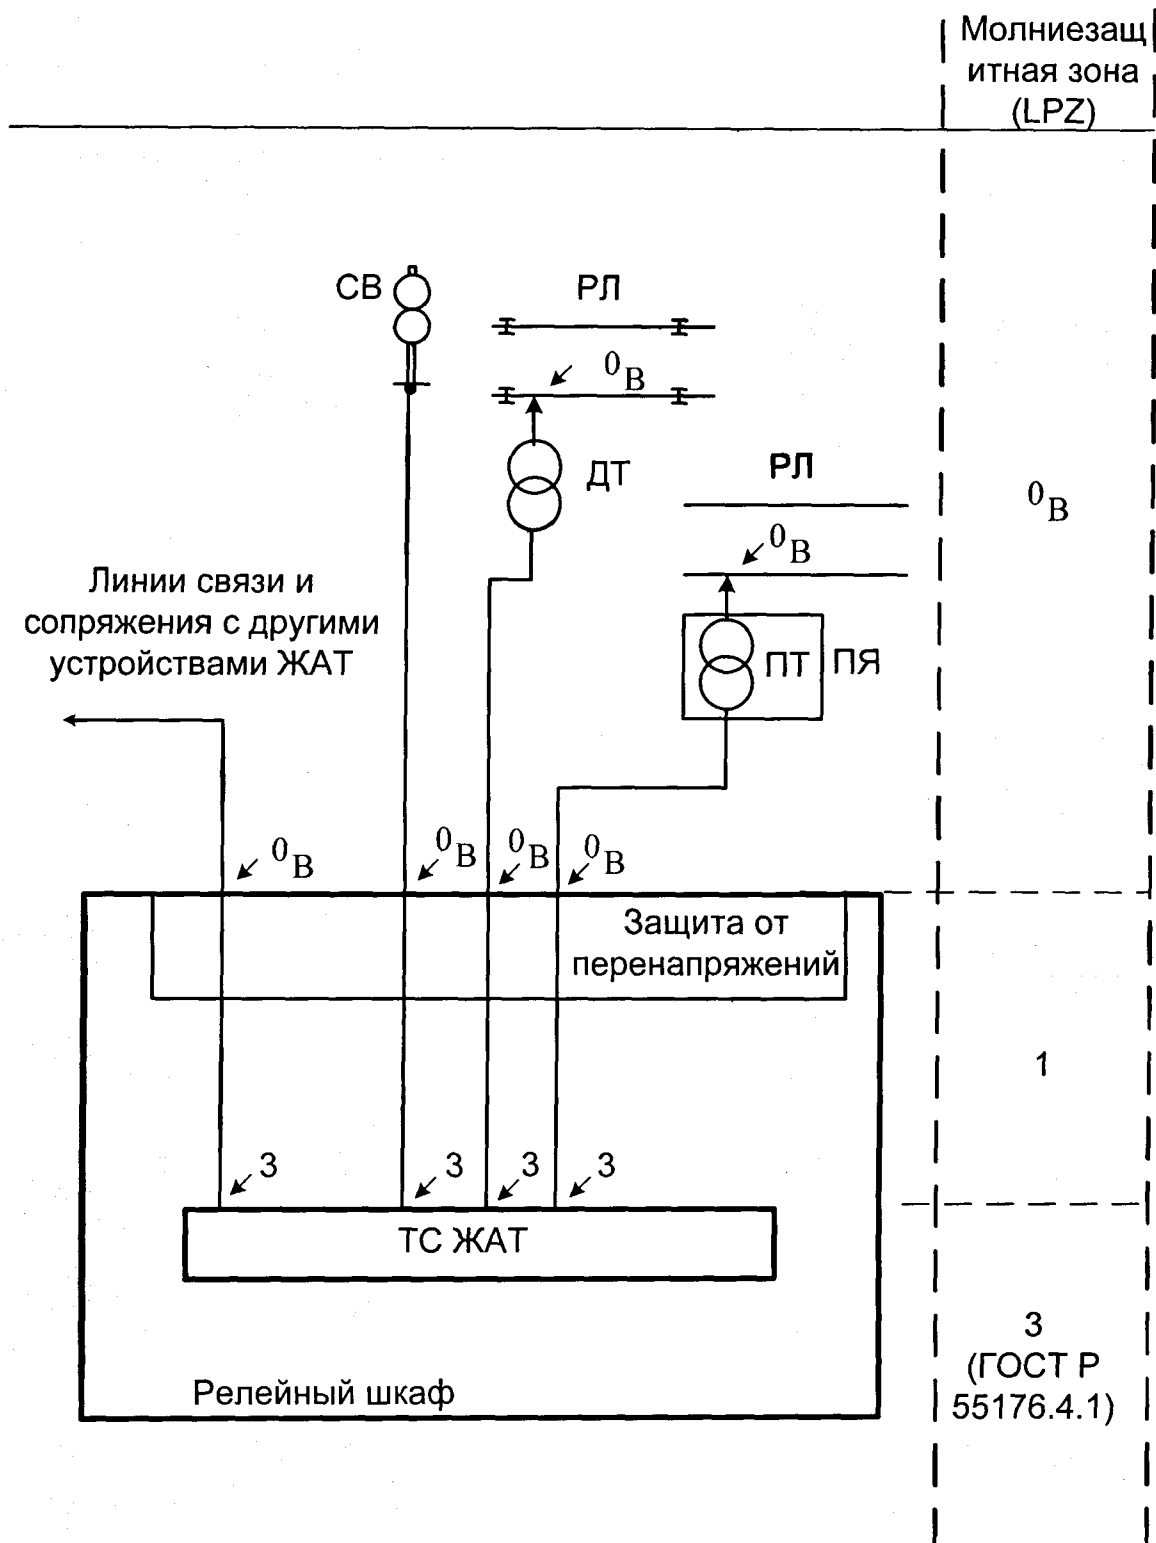 Молниезащ
итная зона
(LPZ)
СВ
РЛ
0В
ДТ
РЛ
0В
0В
Линии связи и
сопряжения с другими
устройствами ЖАТ
ПТ
ПЯ
0В
0В
0В
0В
Защита от
перенапряжений
1
3
3
3
3
ТС ЖАТ
3
(ГОСТ Р
55176.4.1)
Релейный шкаф